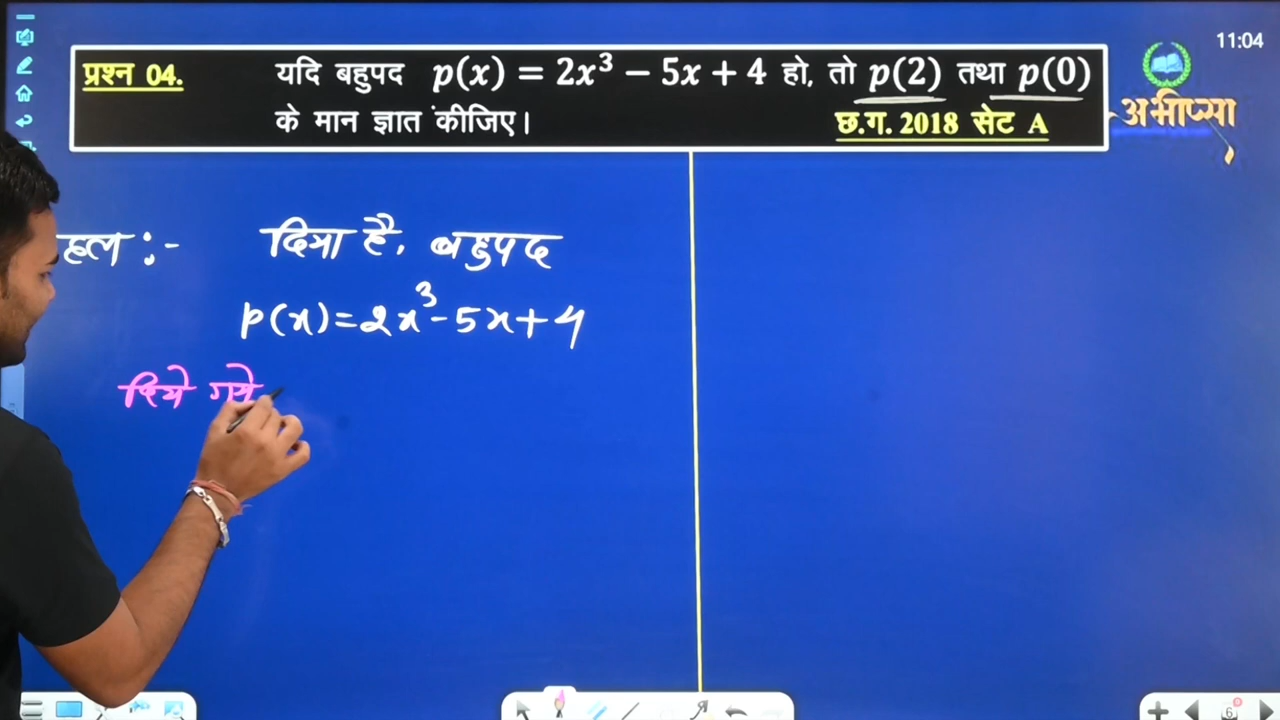 11:04
प्रश्न 04. यदि बहुपद p(x) = 2x³ − 5x + 4 हो, तो p(2) तथा p(0)
के मान ज्ञात कीजिए। छ.ग. 2018 सेट A
अभीप्सा
हल :- दिया है, बहुपद
p(x)=2x³-5x+4
दिये गये
6